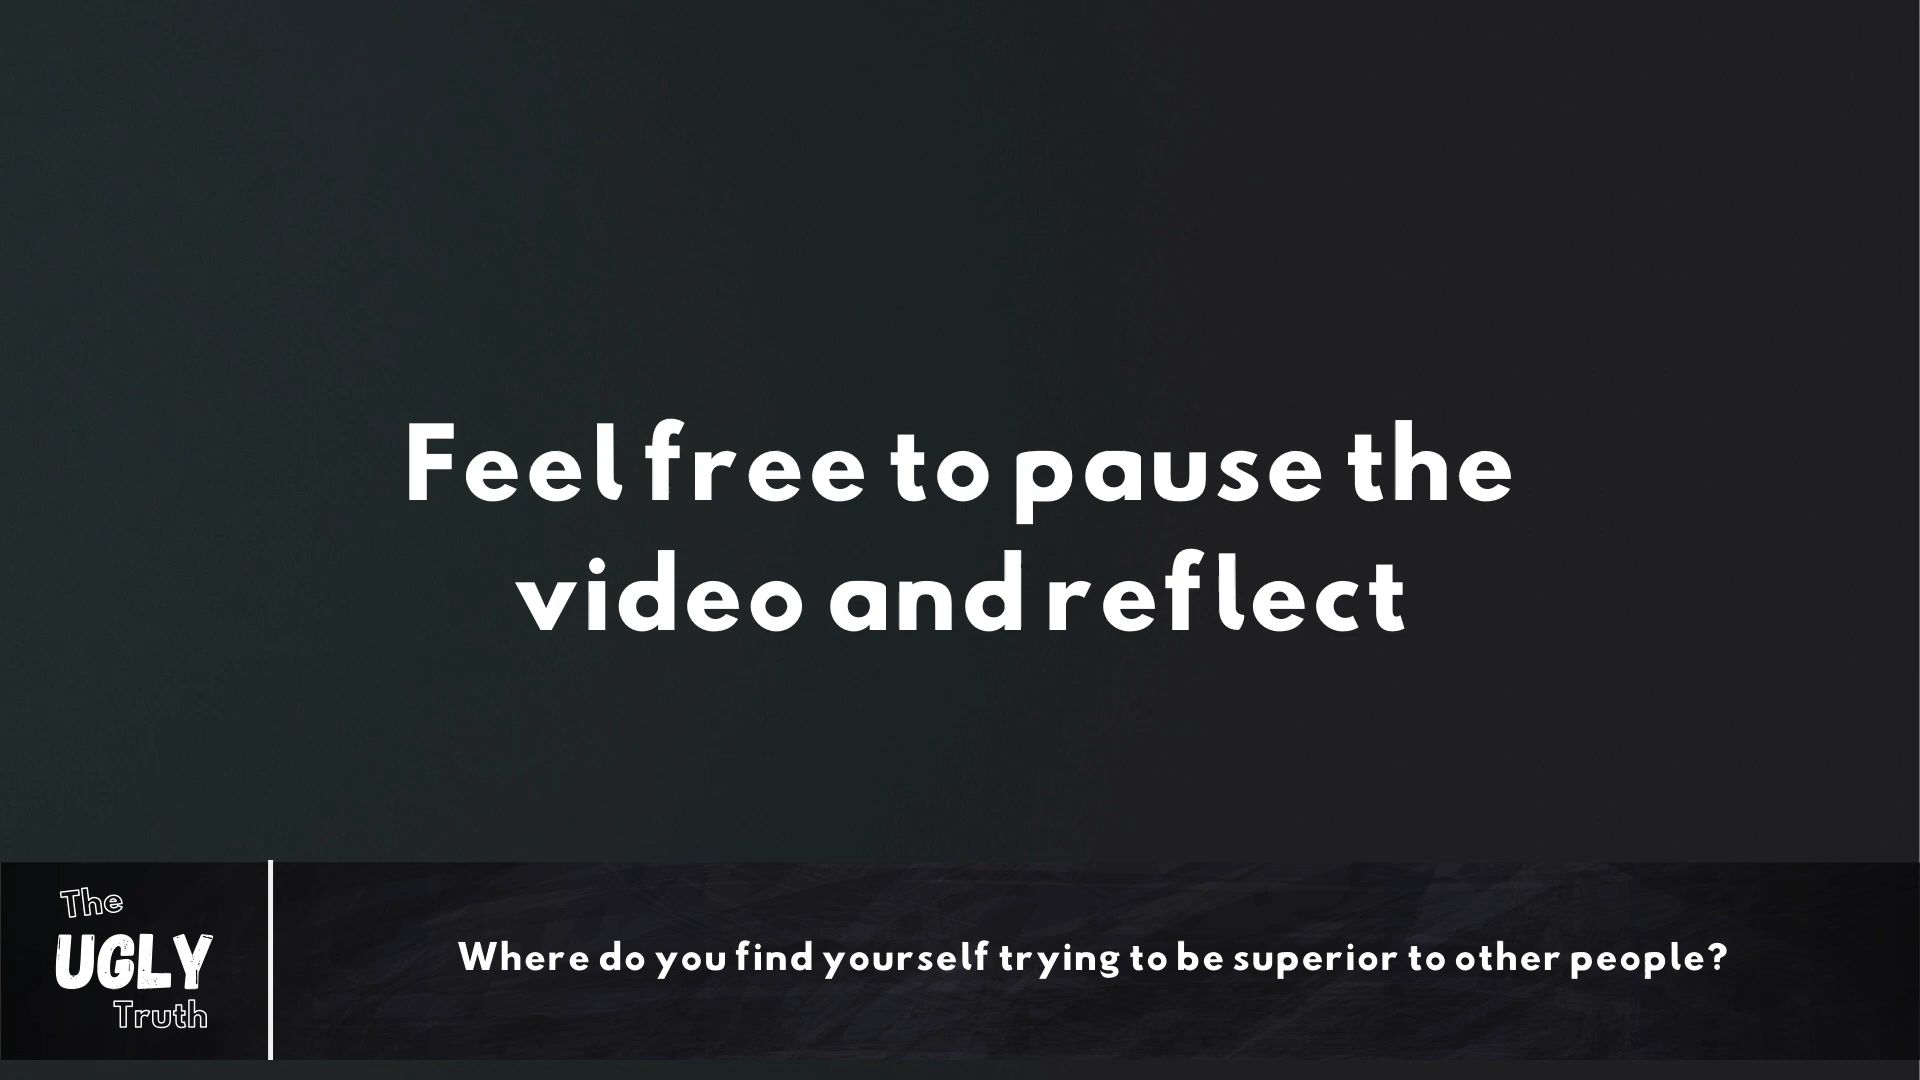 Feel free to pause the
video and reflect
The
UGLY
Truth
Where do you find yourself trying to be superior to other people?